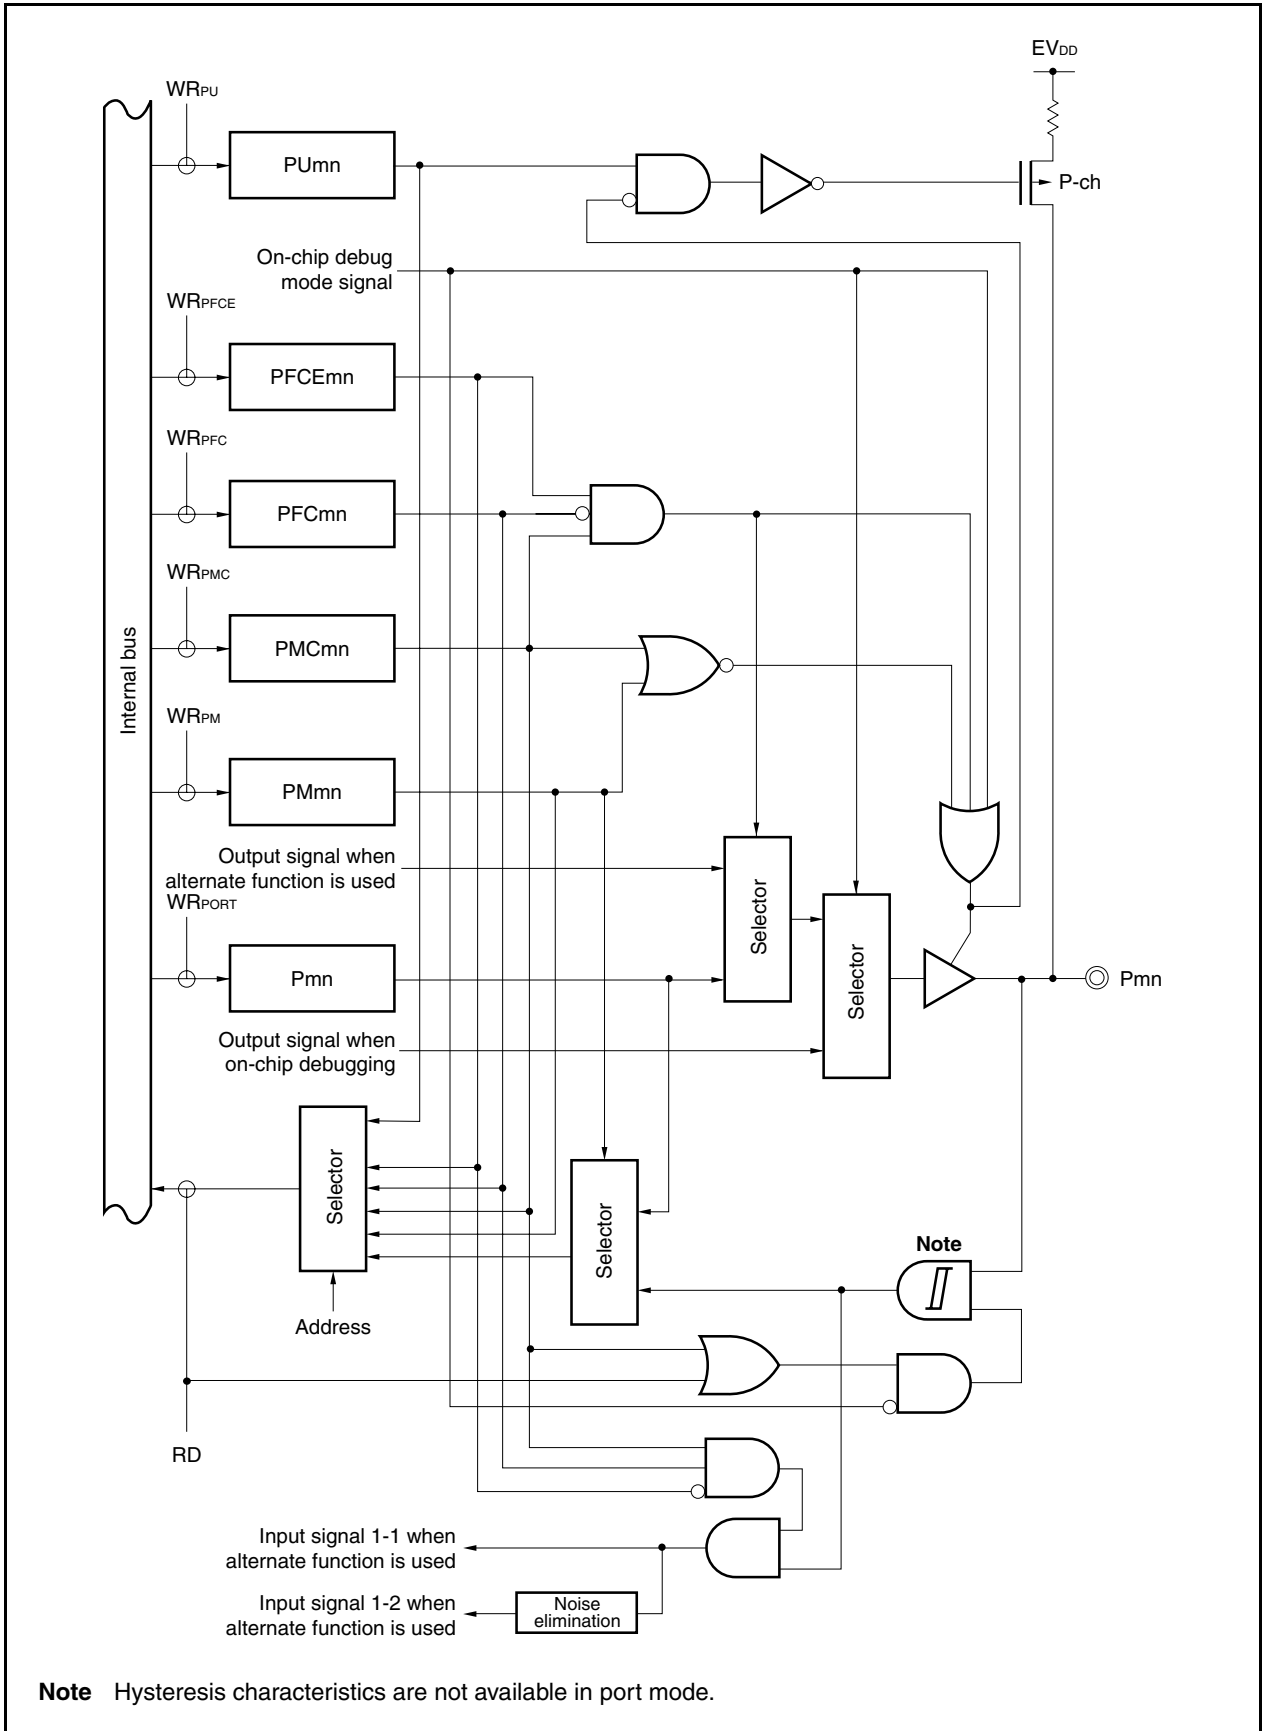 EVDD
WRPU
PUmn
P-ch
On-chip debug
mode signal
WRPFCE
PFCEmn
WRPFC
PFCmn
WRPMC
PMCmn
Internal bus
WRPM
PMmn
Output signal when
alternate function is used
WRPORT
Selector
Pmn
Selector
Pmn
Output signal when
on-chip debugging
Selector
Selector
Note
Address
RD
Input signal 1-1 when
alternate function is used
Input signal 1-2 when
alternate function is used
Noise
elimination
Note Hysteresis characteristics are not available in port mode.